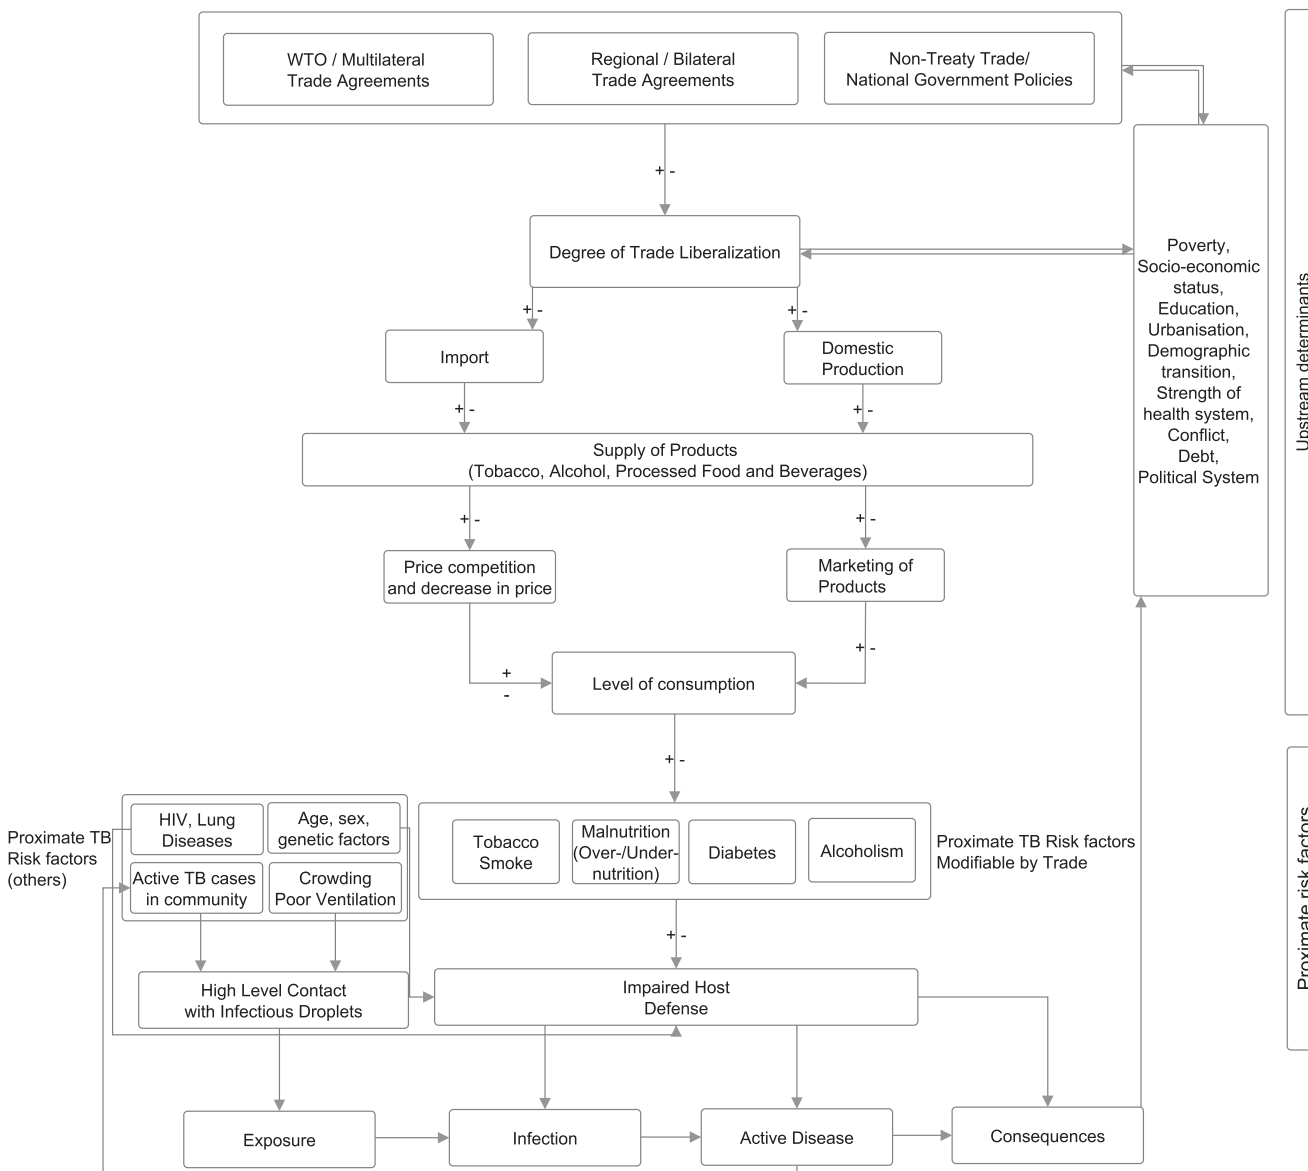 WTO / Multilateral
Trade Agreements
Regional / Bilateral
Trade Agreements
Non-Treaty Trade/
National Government Policies
+ -
Degree of Trade Liberalization
Poverty,
Socio-economic
status,
Education,
Urbanisation,
Demographic
transition,
Strength of
health system,
Conflict,
Debt,
Political System
Upstream determinants
+ -
+ -
Import
Domestic
Production
+ -
+ -
Supply of Products
(Tobacco, Alcohol, Processed Food and Beverages)
+ -
+ -
Price competition
and decrease in price
Marketing of
Products
+
-
+ -
Level of consumption
+ -
Proximate TB
Risk factors
(others)
HIV, Lung
Diseases
Age, sex,
genetic factors
Active TB cases
in community
Crowding
Poor Ventilation
Tobacco
Smoke
Malnutrition
(Over-/Under-
nutrition)
Diabetes
Alcoholism
Proximate TB Risk factors
Modifiable by Trade
Proximate risk factors
+ -
High Level Contact
with Infectious Droplets
Impaired Host
Defense
Exposure
Infection
Active Disease
Consequences